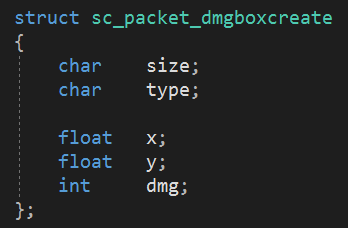 struct sc_packet_dmgboxcreate
{
char size;
char type;
float x;
float y;
int dmg;
};